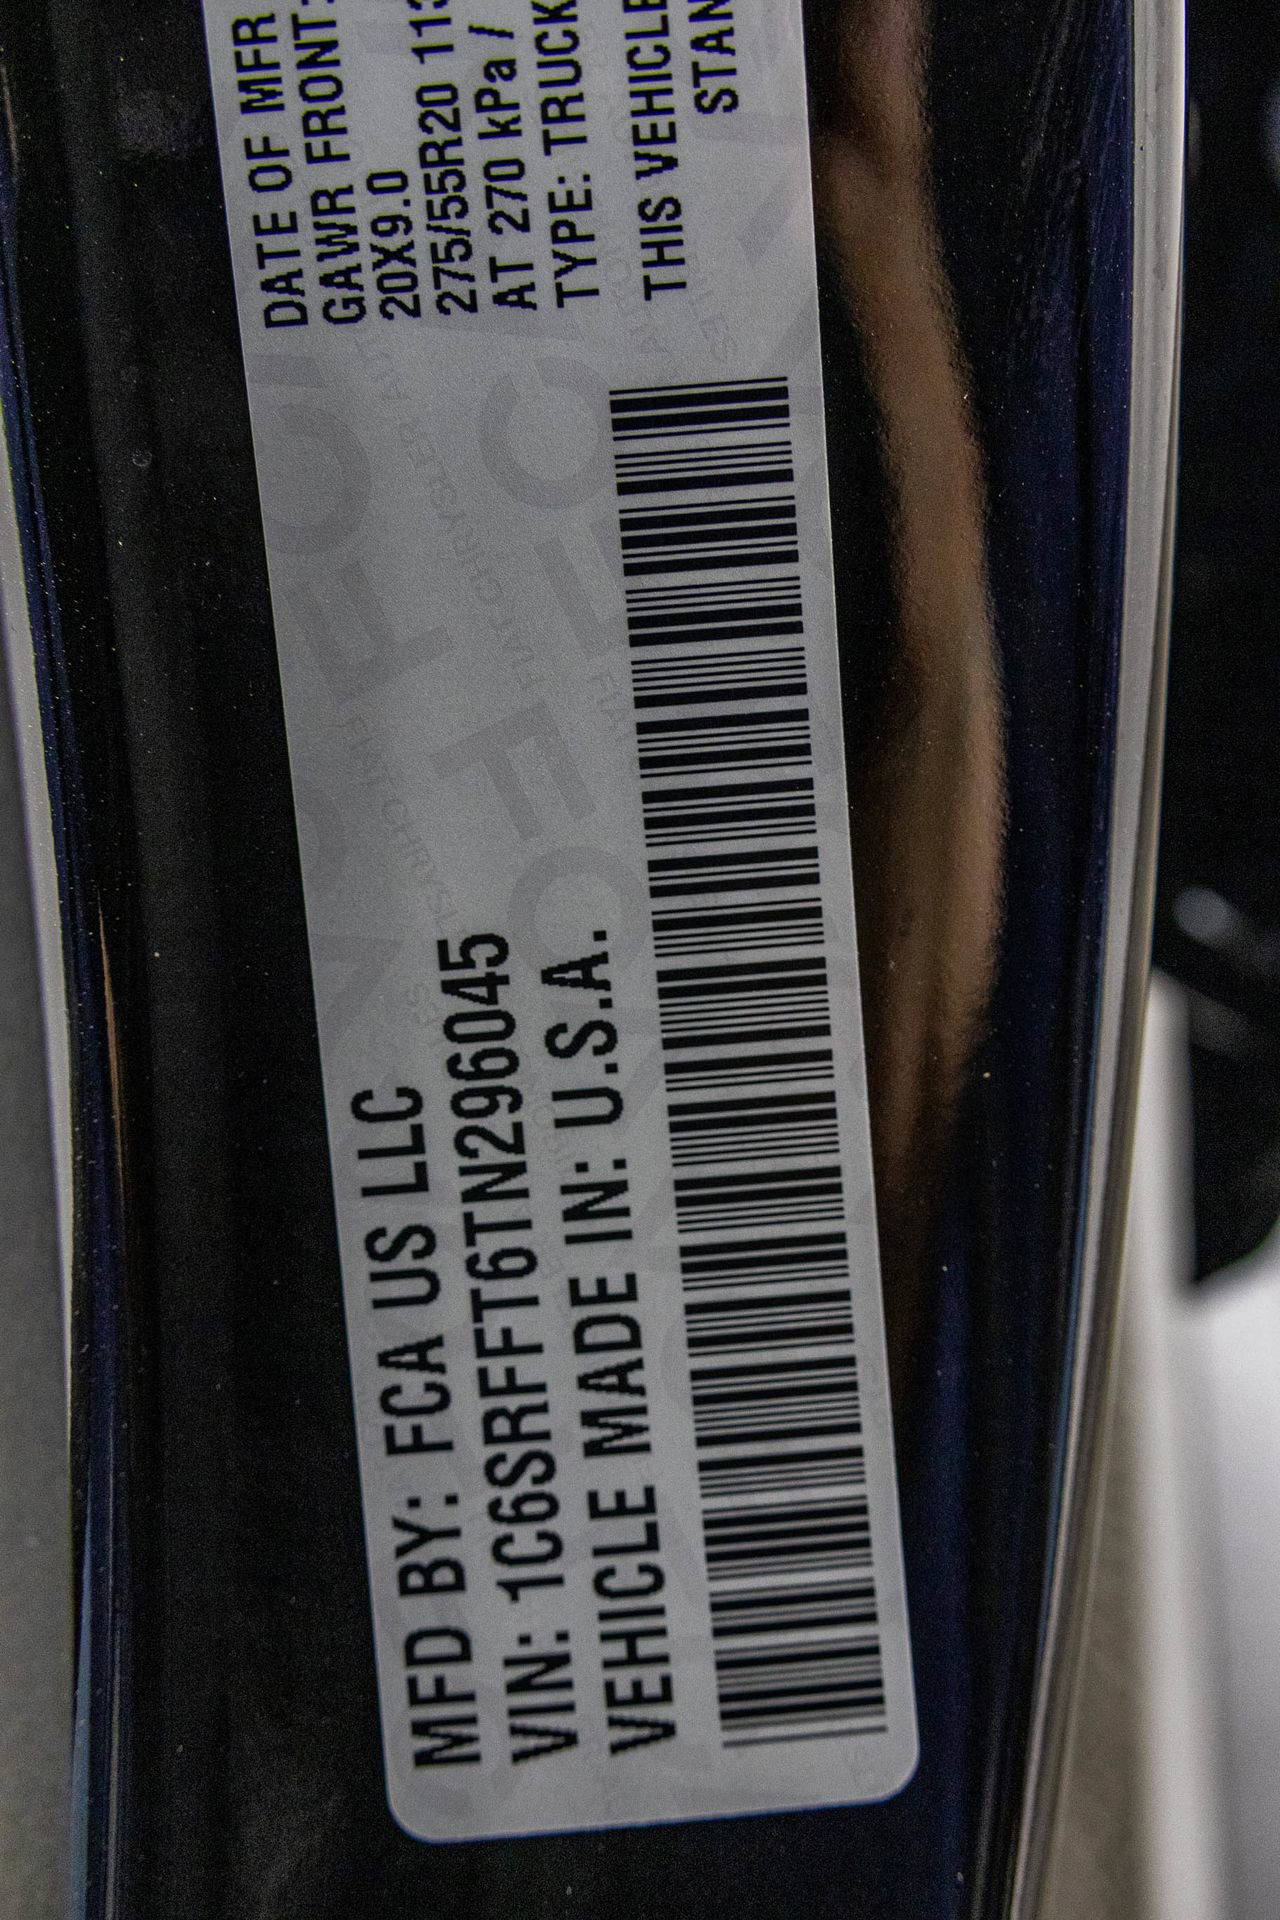 MFD BY: FCA US LLC
VIN: 1C6SRFFT6TN296045
VEHICLE MADE IN: U.S.A.
DATE OF MFR
GAWR FRONT:
20X9.0
275/55R20 113
AT 270 kPa /
TYPE: TRUCK
THIS VEHICLE
STAN